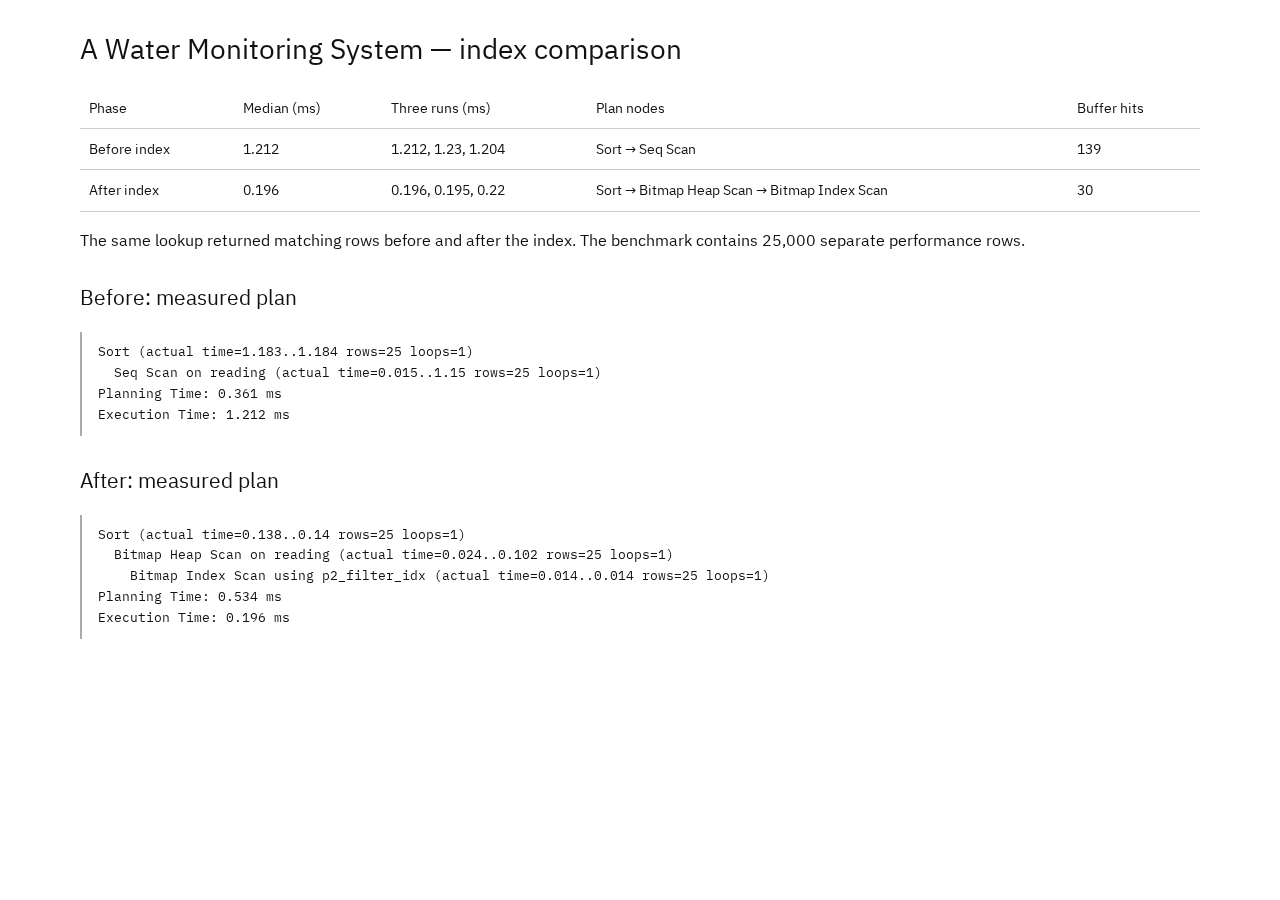 A Water Monitoring System — index comparison
Phase Median (ms) Three runs (ms) Plan nodes Buffer hits
Before index 1.212 1.212, 1.23, 1.204 Sort → Seq Scan 139
After index 0.196 0.196, 0.195, 0.22 Sort → Bitmap Heap Scan → Bitmap Index Scan 30
The same lookup returned matching rows before and after the index. The benchmark contains 25,000 separate performance rows.
Before: measured plan
Sort (actual time=1.183..1.184 rows=25 loops=1)
  Seq Scan on reading (actual time=0.015..1.15 rows=25 loops=1)
Planning Time: 0.361 ms
Execution Time: 1.212 ms
After: measured plan
Sort (actual time=0.138..0.14 rows=25 loops=1)
  Bitmap Heap Scan on reading (actual time=0.024..0.102 rows=25 loops=1)
    Bitmap Index Scan using p2_filter_idx (actual time=0.014..0.014 rows=25 loops=1)
Planning Time: 0.534 ms
Execution Time: 0.196 ms